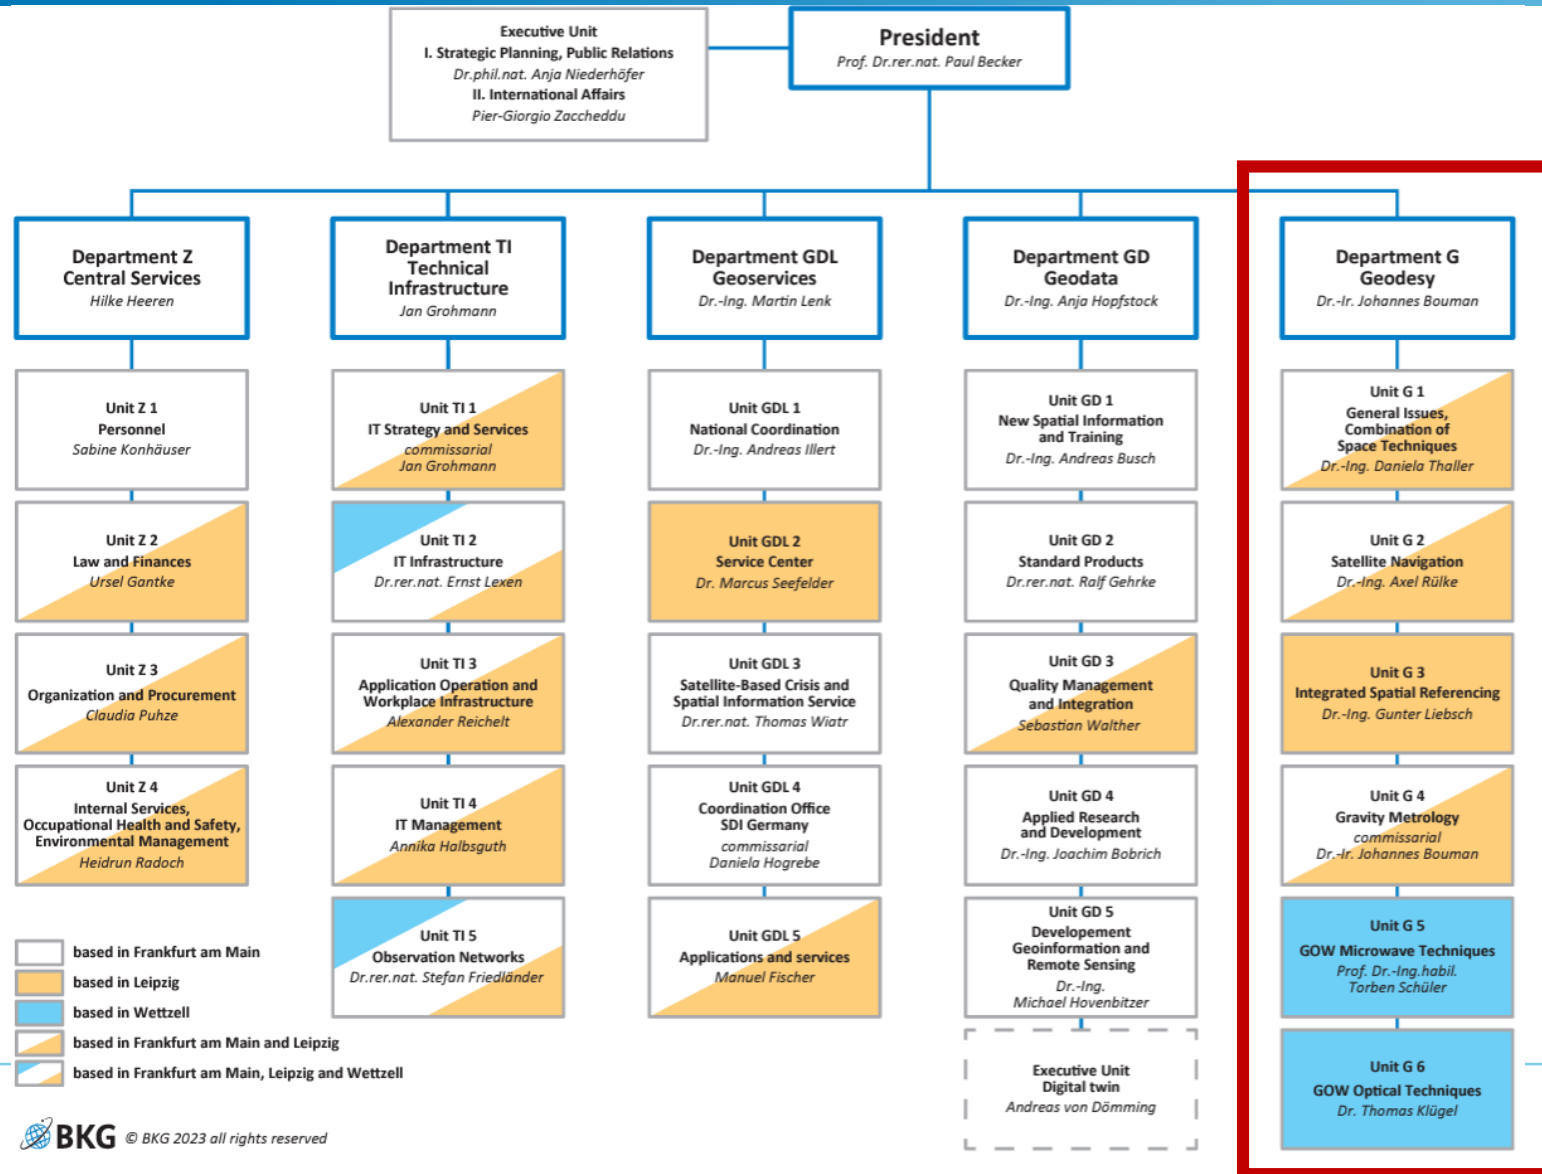 Executive Unit
I. Strategic Planning, Public Relations
Dr.phil.nat. Anja Niederhöfer
II. International Affairs
Pier-Giorgio Zaccheddu
President
Prof. Dr.rer.nat. Paul Becker
Department Z
Central Services
Hilke Heeren
Unit Z 1
Personnel
Sabine Konhäuser
Unit Z 2
Law and Finances
Ursel Gantke
Unit Z 3
Organization and Procurement
Claudia Puhze
Unit Z 4
Internal Services,
Occupational Health and Safety,
Environmental Management
Heidrun Radoch
Department TI
Technical
Infrastructure
Jan Grohmann
Unit TI 1
IT Strategy and Services
commissarial
Jan Grohmann
Unit TI 2
IT Infrastructure
Dr.rer.nat. Ernst Lexen
Unit TI 3
Application Operation and
Workplace Infrastructure
Alexander Reichelt
Unit TI 4
IT Management
Annika Halbsguth
Unit TI 5
Observation Networks
Dr.rer.nat. Stefan Friedländer
Department GDL
Geoservices
Dr.-Ing. Martin Lenk
Unit GDL 1
National Coordination
Dr.-Ing. Andreas Illert
Unit GDL 2
Service Center
Dr. Marcus Seefelder
Unit GDL 3
Satellite-Based Crisis and
Spatial Information Service
Dr.rer.nat. Thomas Wiatr
Unit GDL 4
Coordination Office
SDI Germany
commissarial
Daniela Hogrebe
Unit GDL 5
Applications and services
Manuel Fischer
Department GD
Geodata
Dr.-Ing. Anja Hopfstock
Unit GD 1
New Spatial Information
and Training
Dr.-Ing. Andreas Busch
Unit GD 2
Standard Products
Dr.rer.nat. Ralf Gehrke
Unit GD 3
Quality Management
and Integration
Sebastian Walther
Unit GD 4
Applied Research
and Development
Dr.-Ing. Joachim Bobrich
Unit GD 5
Developement
Geoinformation and
Remote Sensing
Dr.-Ing.
Michael Hovenbitzer
Executive Unit
Digital twin
Andreas von Dömming
Department G
Geodesy
Dr.-Ir. Johannes Bouman
Unit G 1
General Issues,
Combination of
Space Techniques
Dr.-Ing. Daniela Thaller
Unit G 2
Satellite Navigation
Dr.-Ing. Axel Rülke
Unit G 3
Integrated Spatial Referencing
Dr.-Ing. Gunter Liebsch
Unit G 4
Gravity Metrology
commissarial
Dr.-Ir. Johannes Bouman
Unit G 5
GOW Microwave Techniques
Prof. Dr.-Ing.habil.
Torben Schüler
Unit G 6
GOW Optical Techniques
Dr. Thomas Klügel
based in Frankfurt am Main
based in Leipzig
based in Wettzell
based in Frankfurt am Main and Leipzig
based in Frankfurt am Main, Leipzig and Wettzell
BKG © BKG 2023 all rights reserved